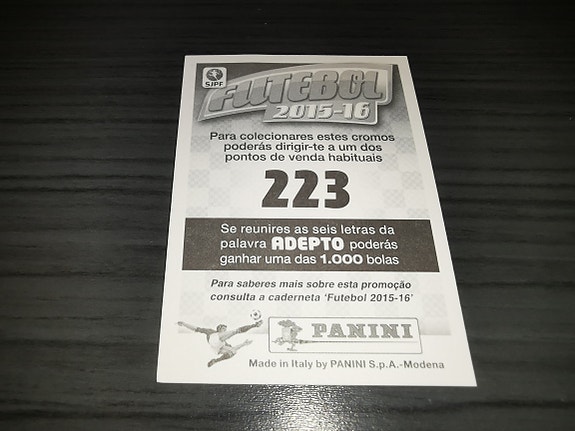 SJPF
FUTEBOL
2015-16
Para colecionares estes cromos
poderás dirigir-te a um dos
pontos de venda habituais
223
Se reunires as seis letras da
palavra ADEPTO poderás
ganhar uma das 1.000 bolas
Para saberes mais sobre esta promoção
consulta a caderneta ‘Futebol 2015-16’
PANINI
Made in Italy by PANINI S.p.A.-Modena